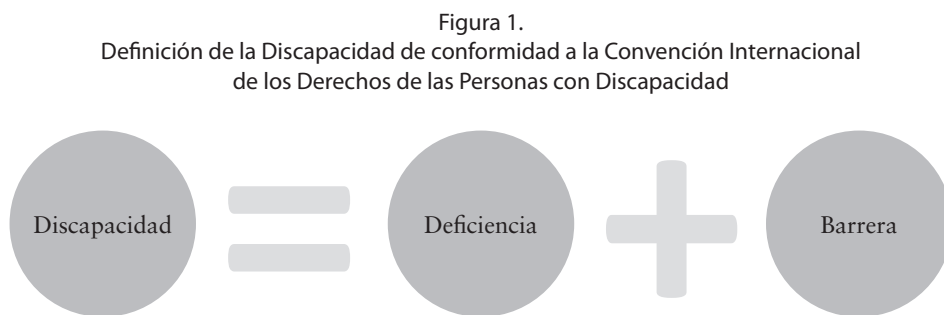 Figura 1.
Definición de la Discapacidad de conformidad a la Convención Internacional
de los Derechos de las Personas con Discapacidad
Discapacidad = Deficiencia + Barrera